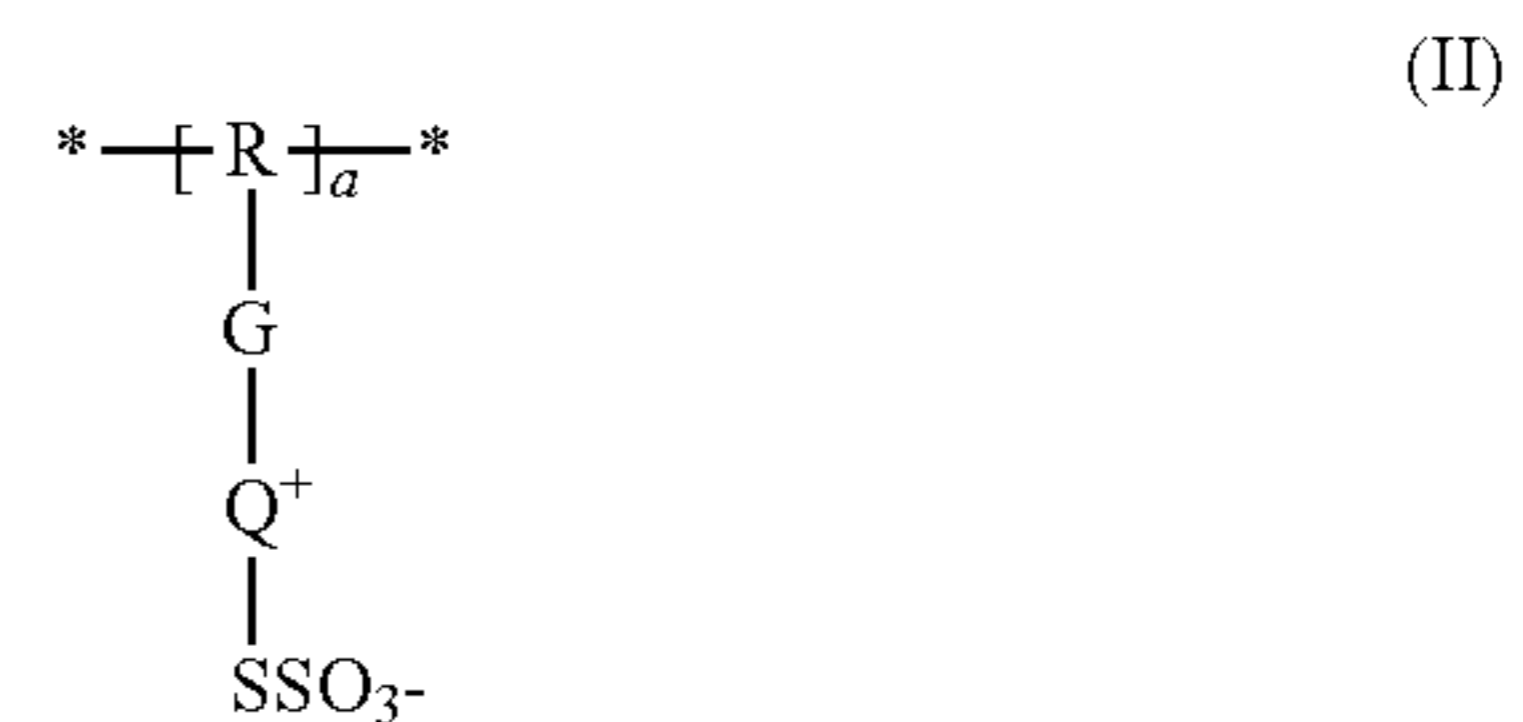 (II)
*—[R]a—*
G
Q+
SSO3-